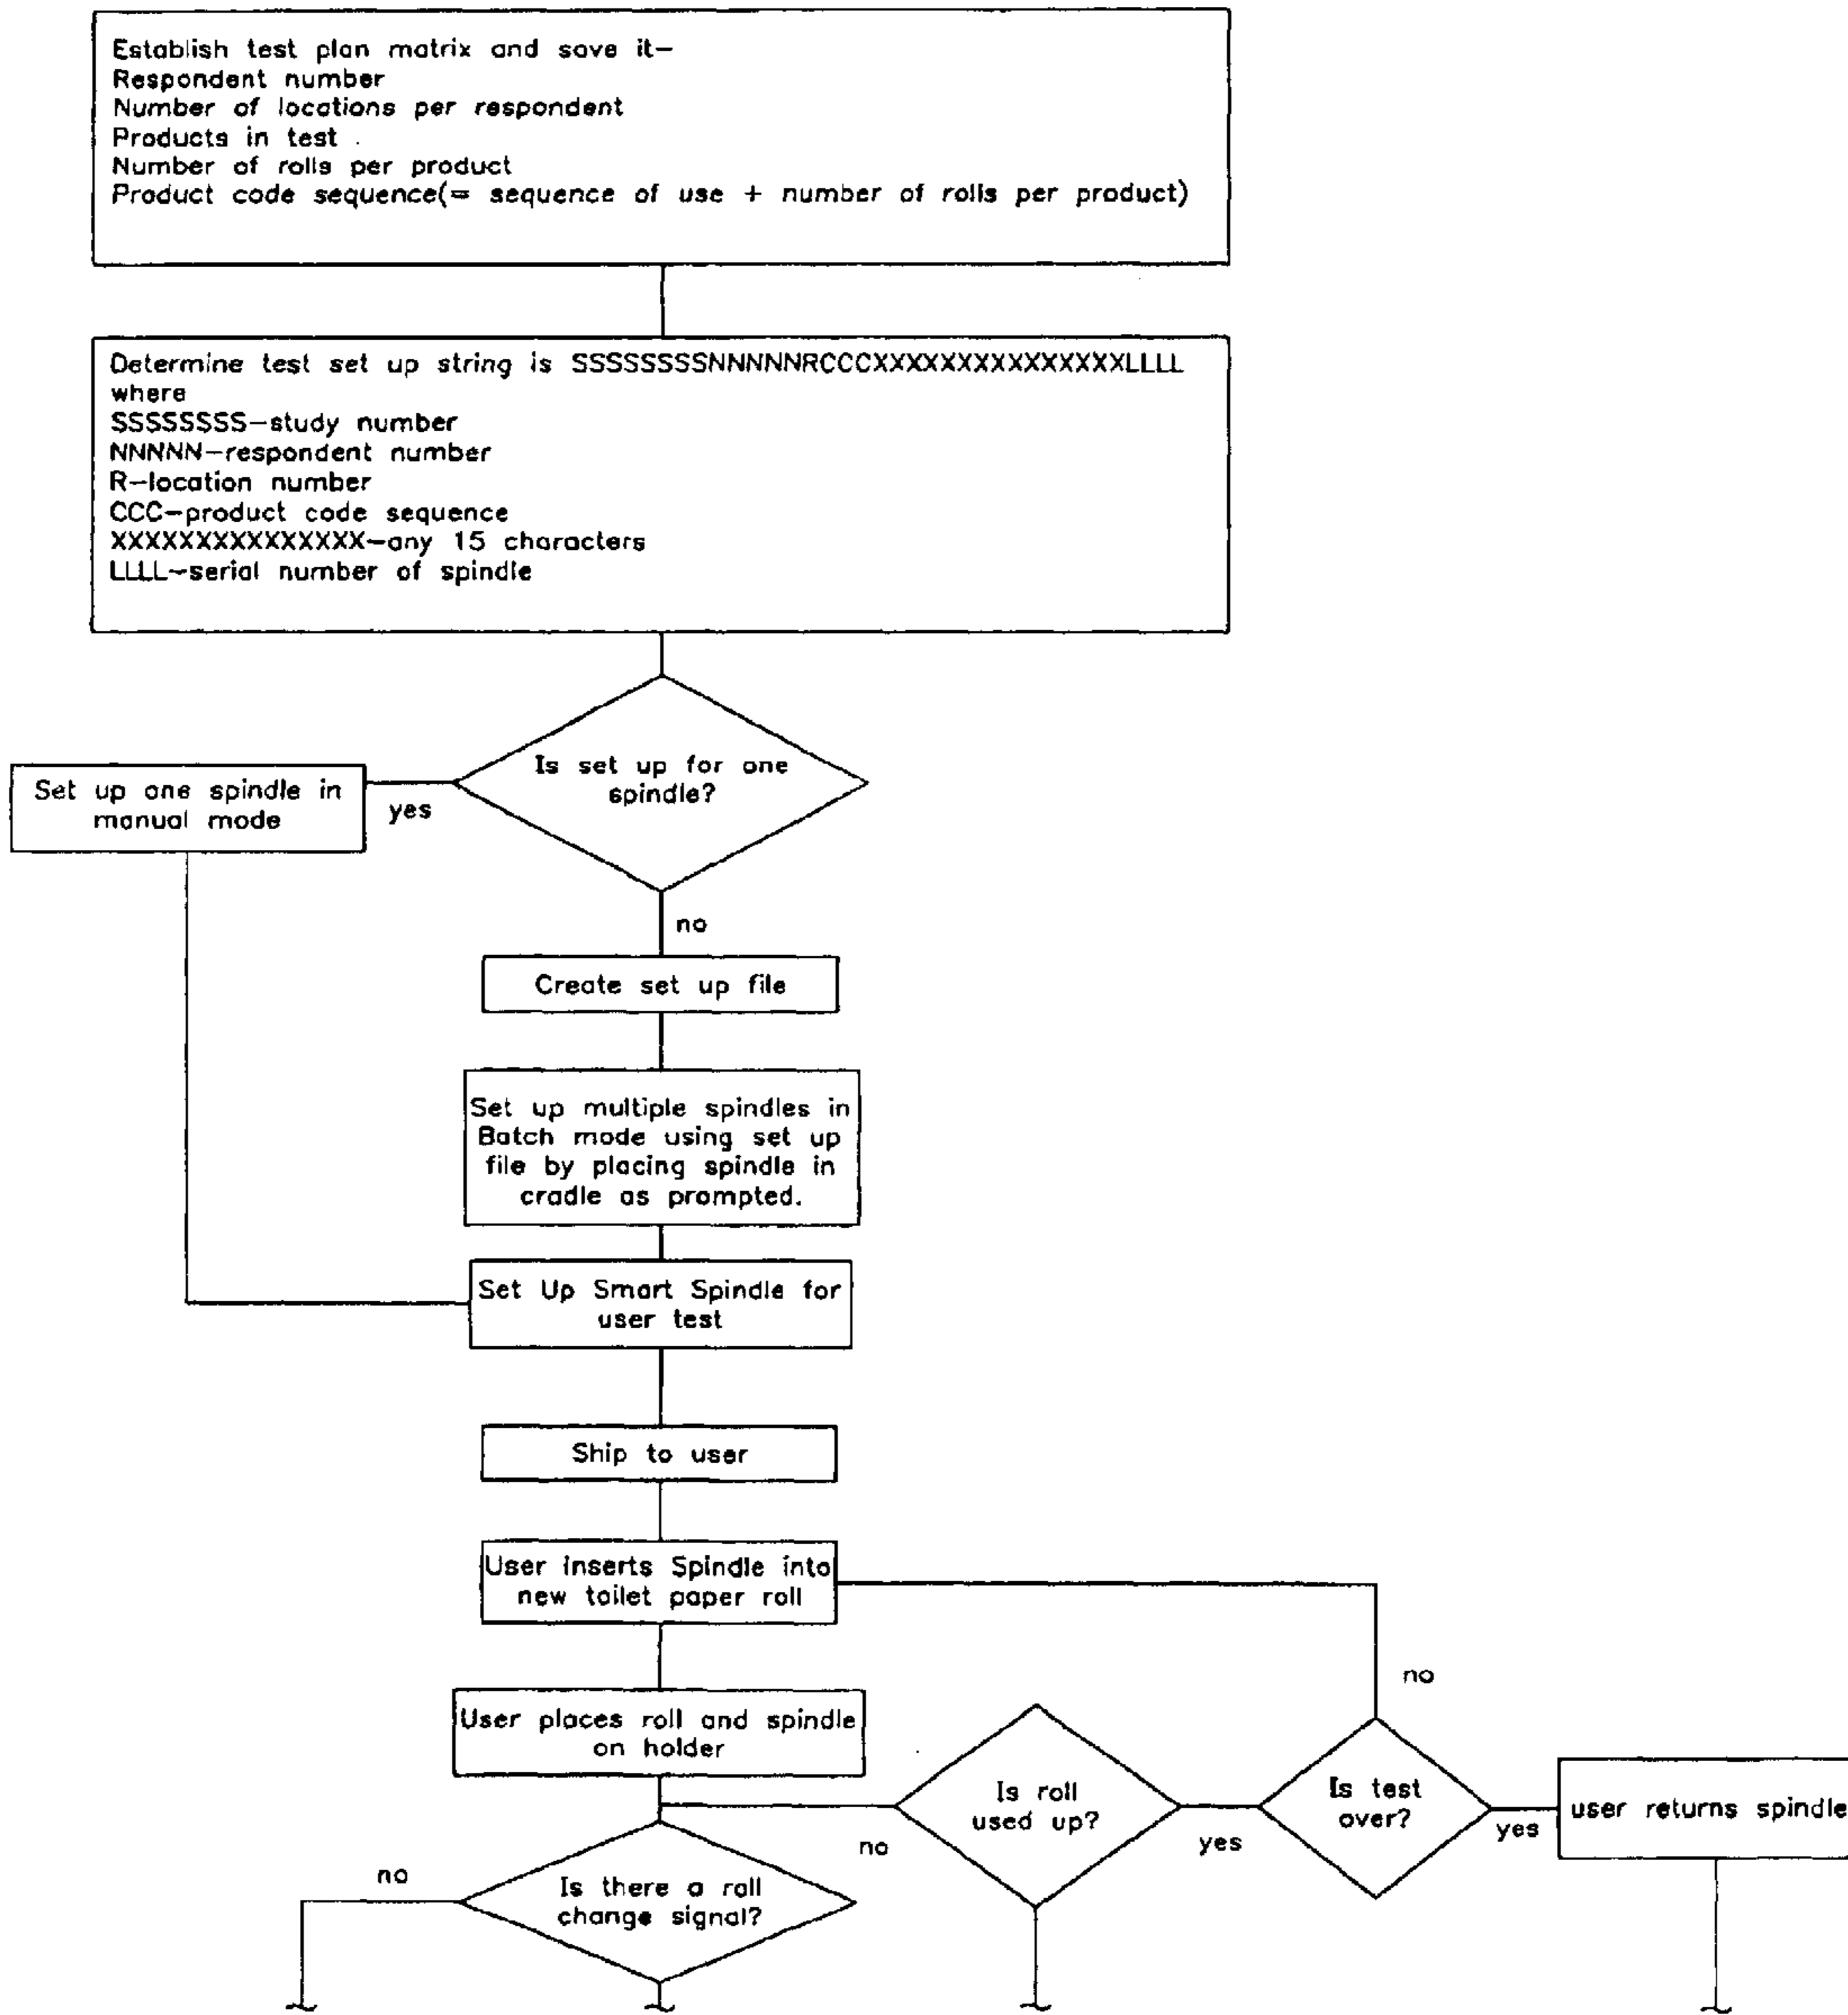 Establish test plan matrix and save it-
Respondent number
Number of locations per respondent
Products in test
Number of rolls per product
Product code sequence(= sequence of use + number of rolls per product)
Determine test set up string is SSSSSSSSNNNNNRCCCXXXXXXXXXXXXXXXLLLL
where
SSSSSSSS-study number
NNNNN-respondent number
R-location number
CCC-product code sequence
XXXXXXXXXXXXXXX-any 15 characters
LLLL-serial number of spindle
Is set up for one
spindle?
Set up one spindle in
manual mode
yes
no
Create set up file
Set up multiple spindles in
Batch mode using set up
file by placing spindle in
cradle as prompted.
Set Up Smart Spindle for
user test
Ship to user
User inserts Spindle into
new toilet paper roll
no
User places roll and spindle
on holder
Is roll
used up?
Is test
over?
user returns spindle
no
yes
yes
no
Is there a roll
change signal?